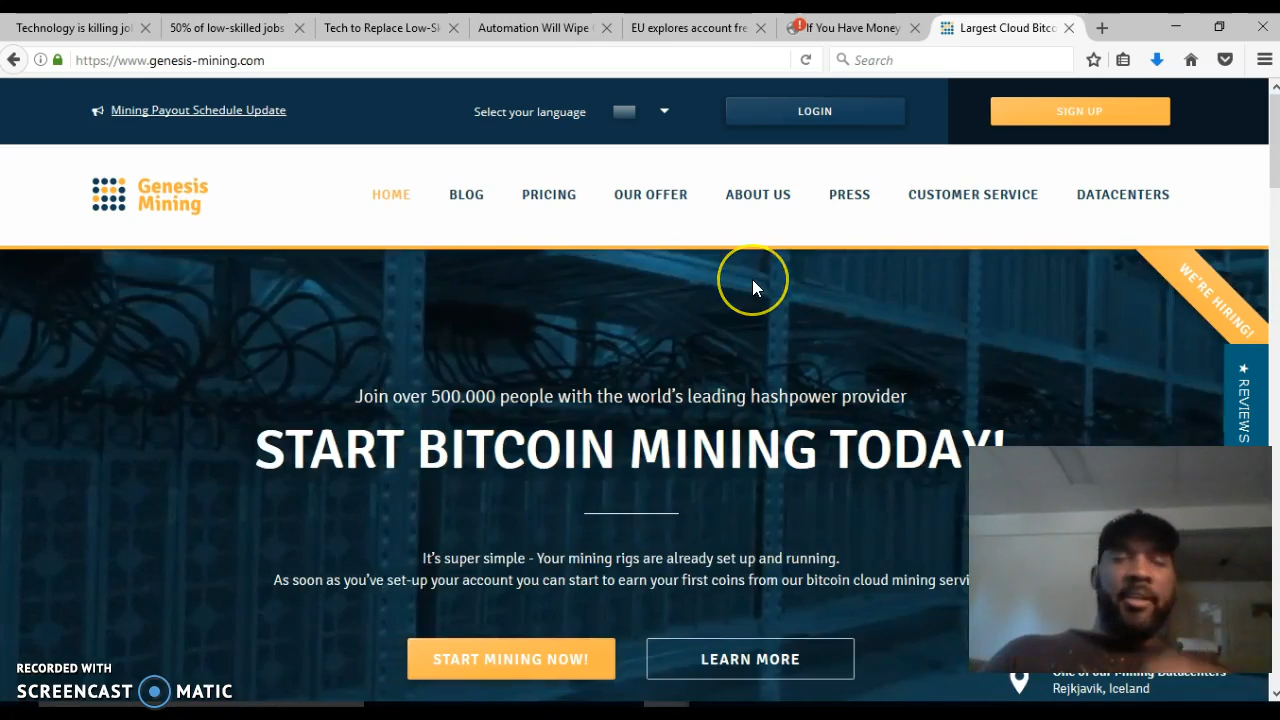 Technology is killing jo
50% of low-skilled jobs
Tech to Replace Low-Sk
Automation Will Wipe
EU explores account fre
If You Have Money
Largest Cloud Bitco
https://www.genesis-mining.com
Search
Mining Payout Schedule Update
Select your language
LOGIN
SIGN UP
Genesis
Mining
HOME
BLOG
PRICING
OUR OFFER
ABOUT US
PRESS
CUSTOMER SERVICE
DATACENTERS
WE'RE HIRING!
★ REVIEWS
Join over 500.000 people with the world's leading hashpower provider
START BITCOIN MINING TODAY!
It's super simple - Your mining rigs are already set up and running.
As soon as you've set-up your account you can start to earn your first coins from our bitcoin cloud mining servi
START MINING NOW!
LEARN MORE
One of our Mining Datacenters
Rejkjavik, Iceland
RECORDED WITH
SCREENCAST MATIC